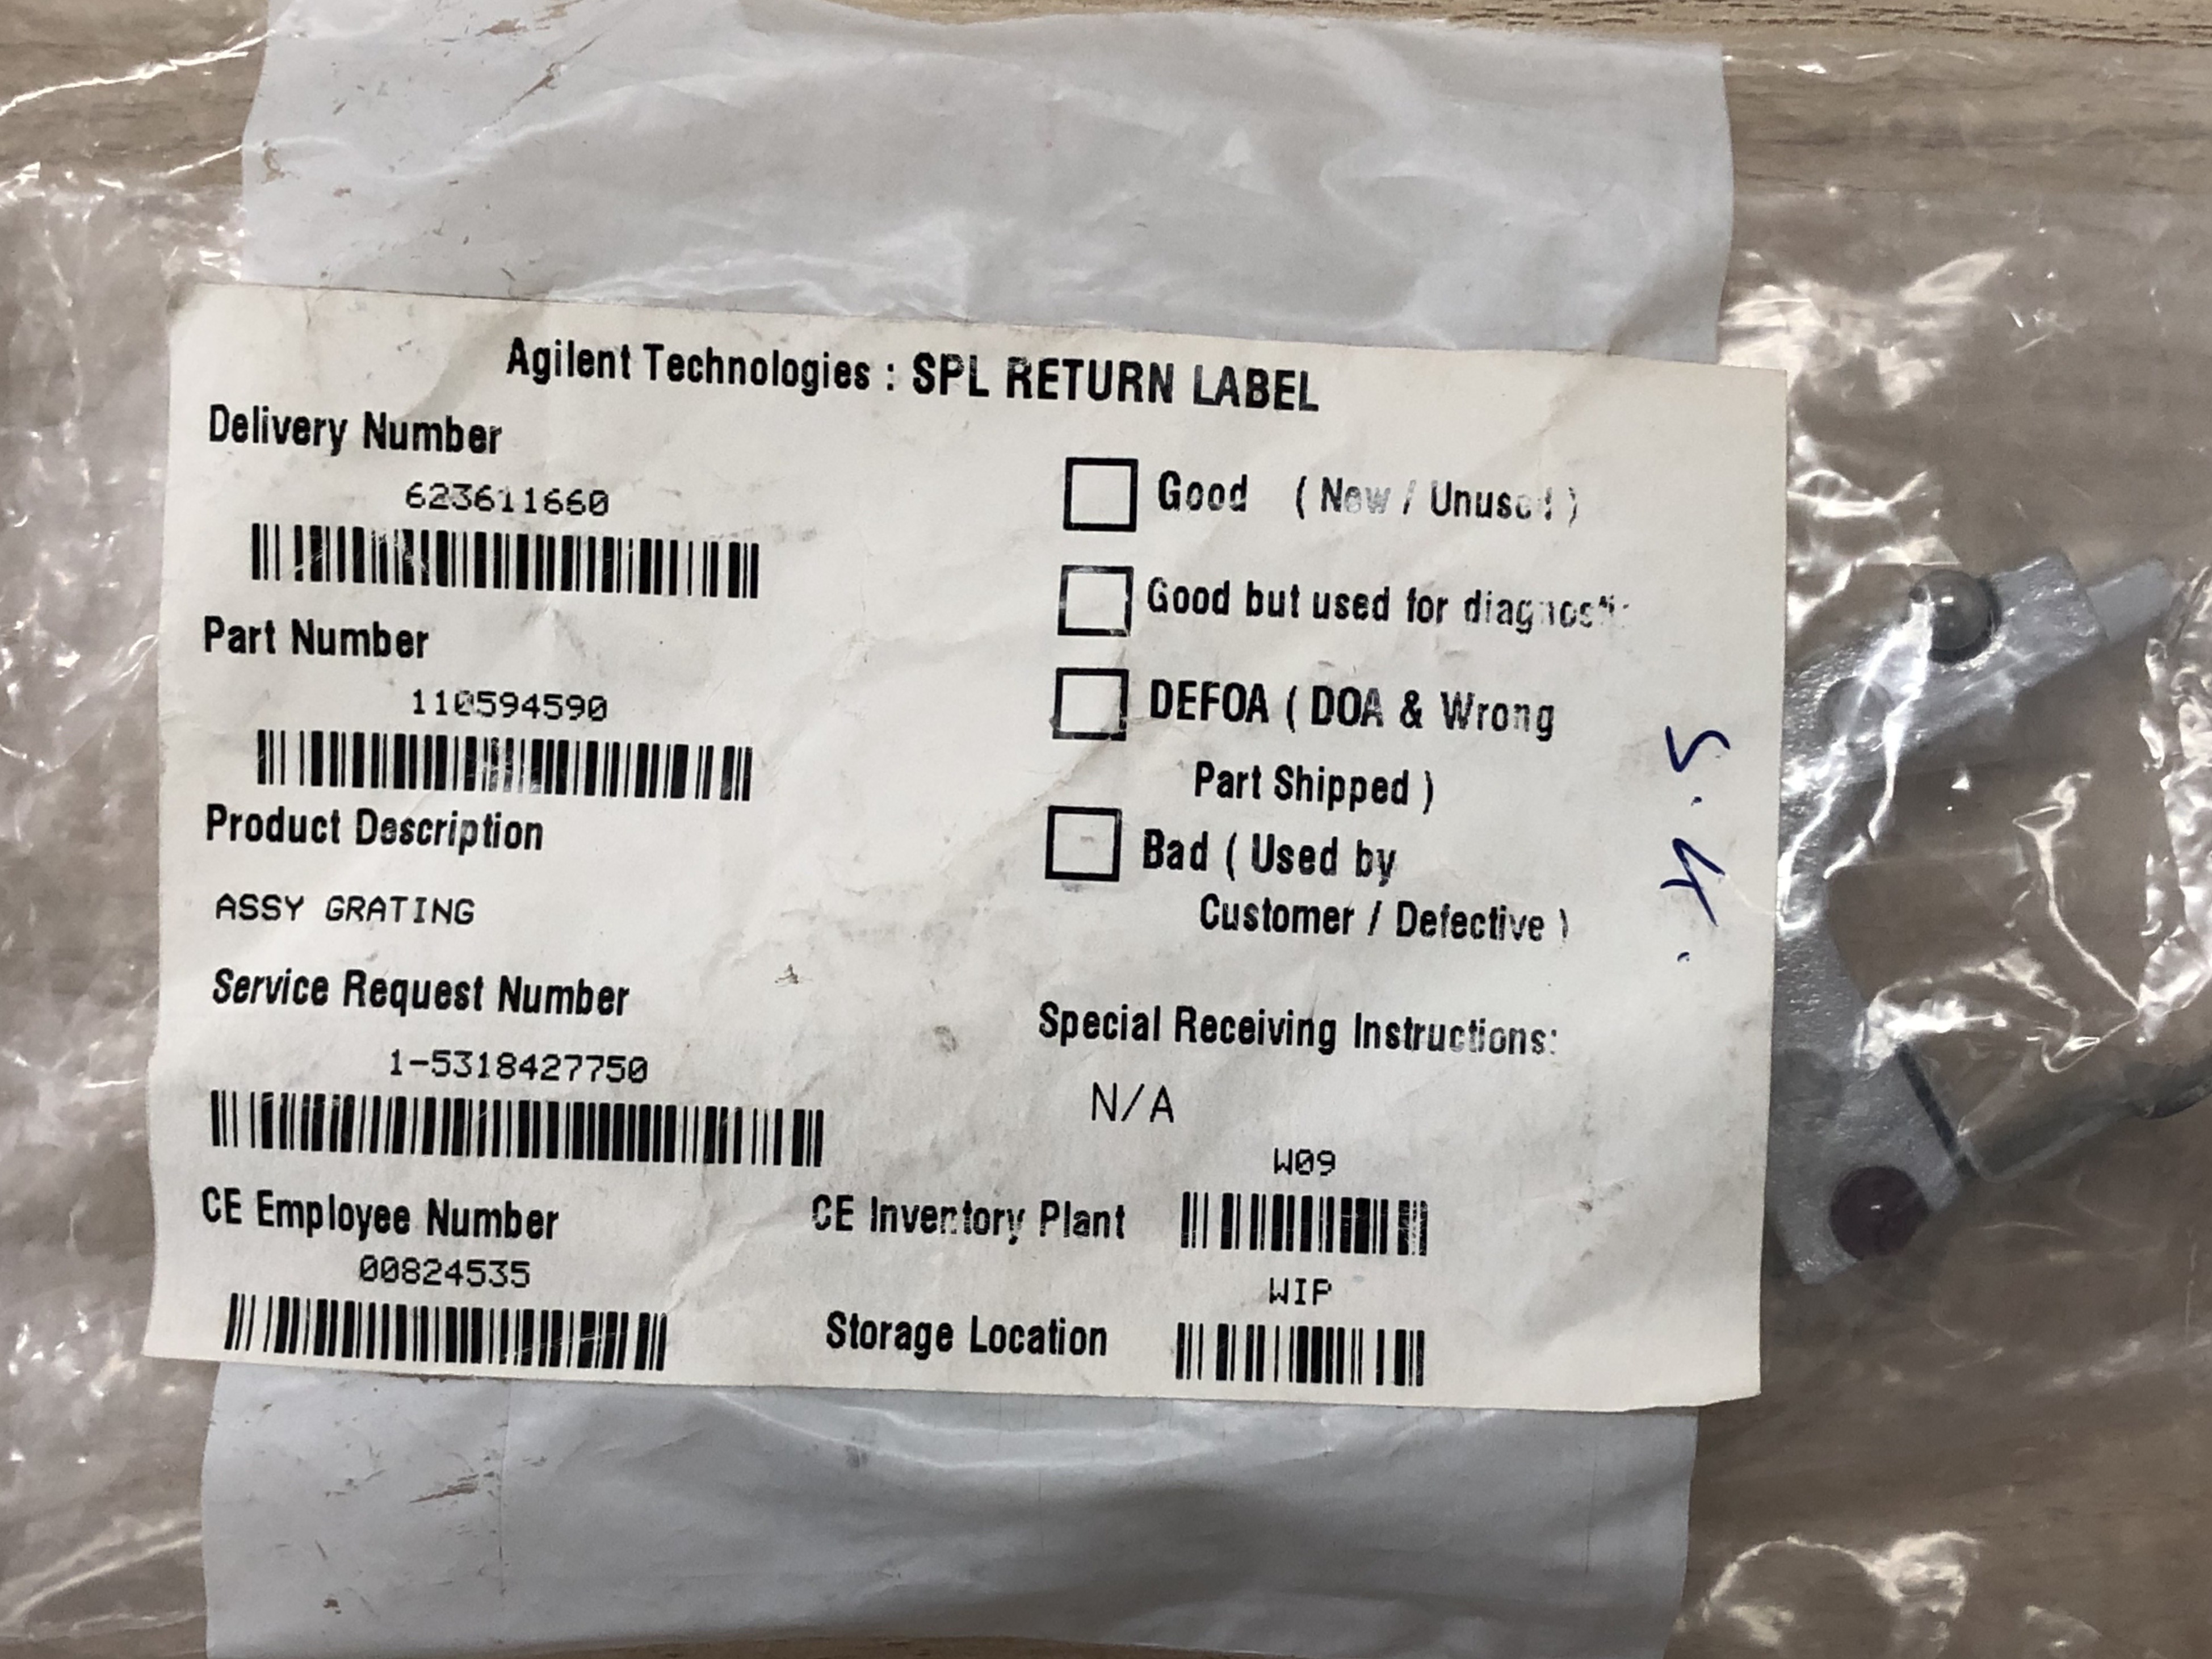 Agilent Technologies : SPL RETURN LABEL
Delivery Number
623611660
Part Number
110594590
Product Description
ASSY GRATING
Service Request Number
1-5318427750
CE Employee Number
00824535
Good ( New / Unused )
Good but used for diagnostic
DEFOA ( DOA & Wrong
Part Shipped )
Bad ( Used by
Customer / Defective )
Special Receiving Instructions:
N/A
W09
CE Inventory Plant
WIP
Storage Location